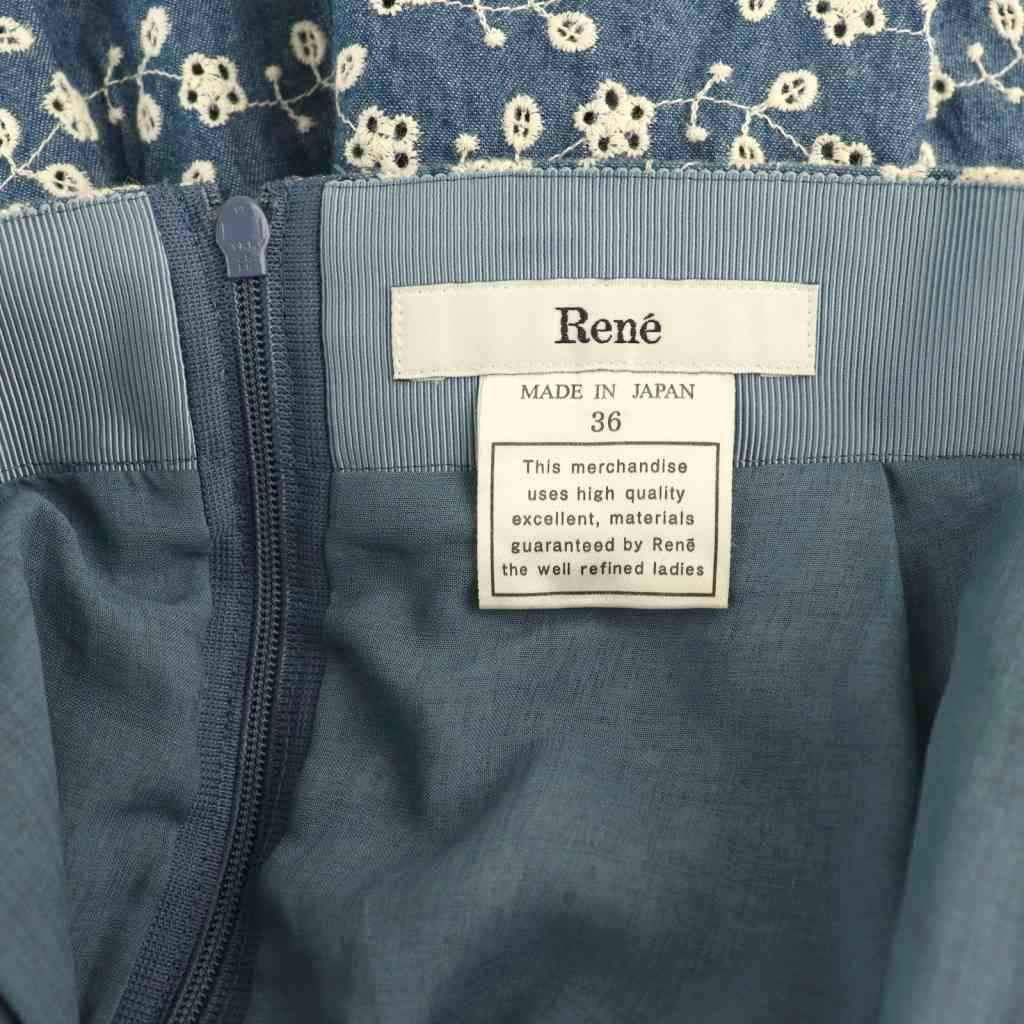 René
MADE IN JAPAN
36
This merchandise
uses high quality
excellent, materials
guaranteed by Renē
the well refined ladies